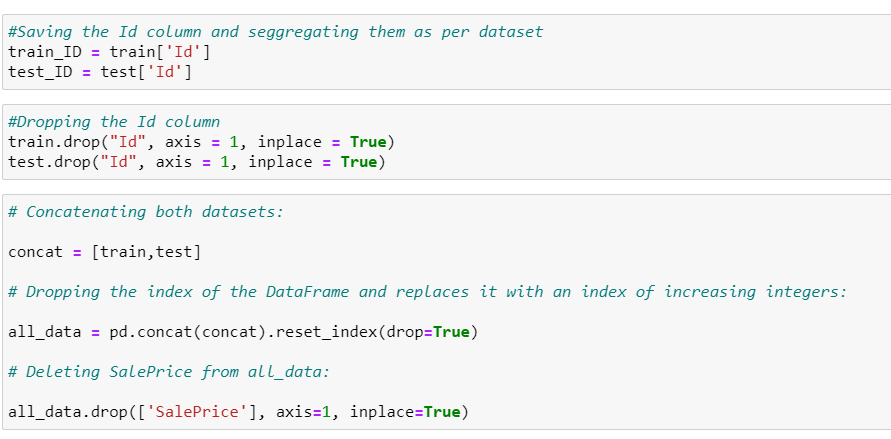 #Saving the Id column and seggregating them as per dataset
train_ID = train['Id']
test_ID = test['Id']
#Dropping the Id column
train.drop("Id", axis = 1, inplace = True)
test.drop("Id", axis = 1, inplace = True)
# Concatenating both datasets:
concat = [train,test]
# Dropping the index of the DataFrame and replaces it with an index of increasing integers:
all_data = pd.concat(concat).reset_index(drop=True)
# Deleting SalePrice from all_data:
all_data.drop(['SalePrice'], axis=1, inplace=True)